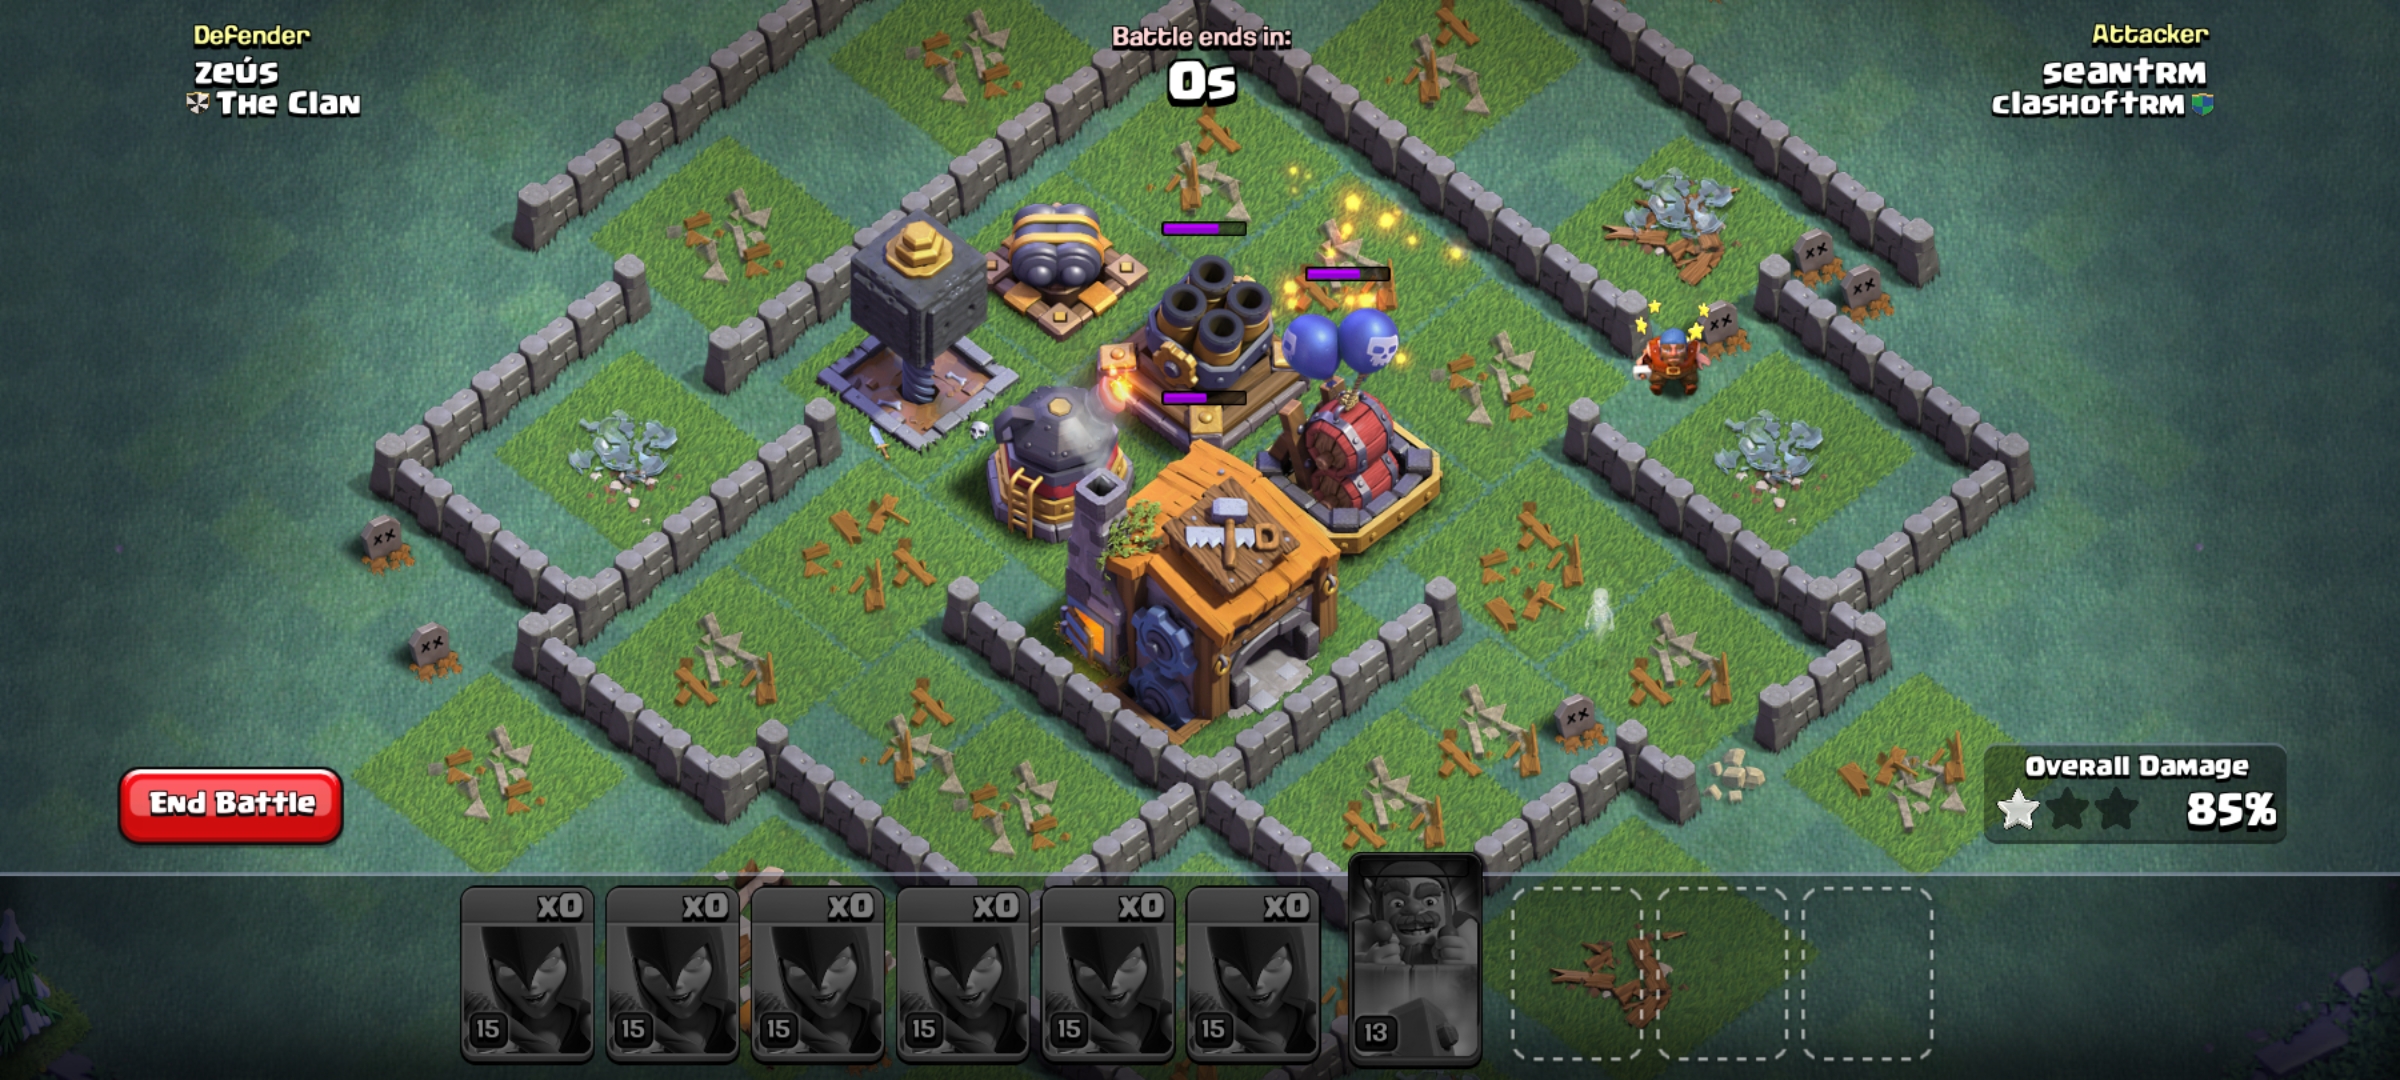 Defender
zeús
The Clan
Battle ends in:
0s
Attacker
seantrm
clashoftrm
End Battle
Overall Damage
85%
x0
x0
x0
x0
x0
x0
15
15
15
15
15
15
13